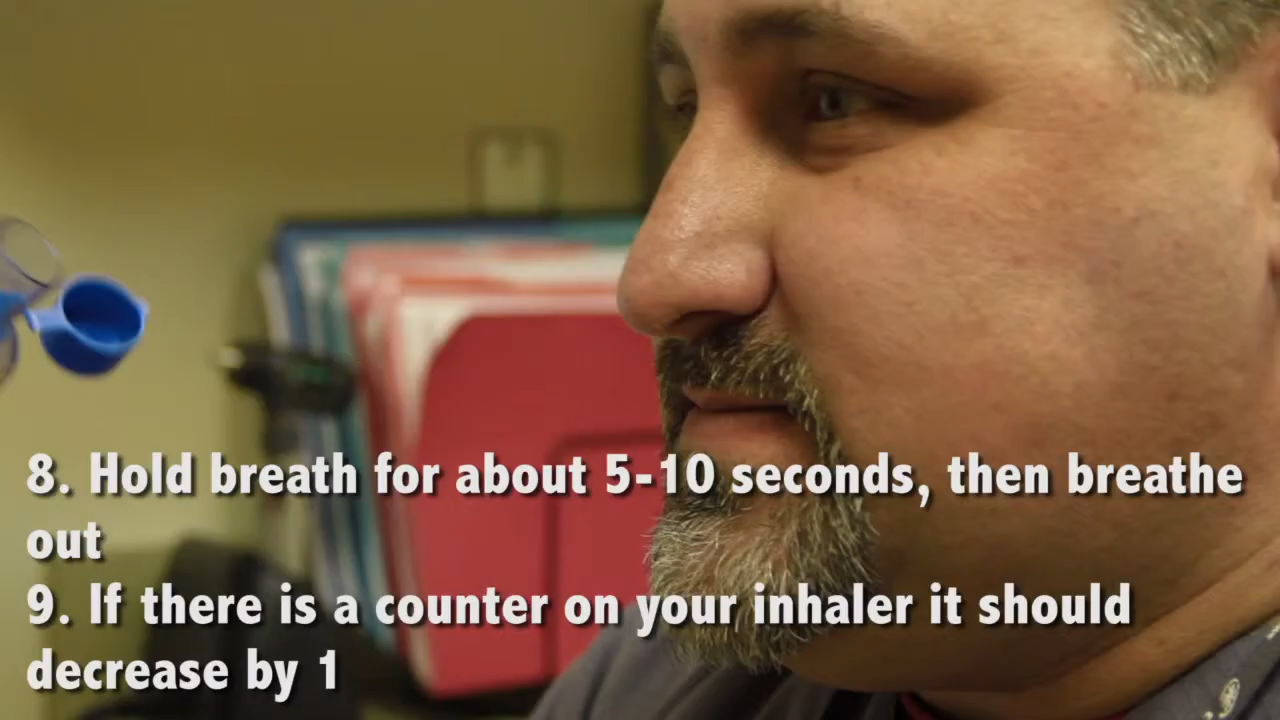 8. Hold breath for about 5-10 seconds, then breathe
out
9. If there is a counter on your inhaler it should
decrease by 1